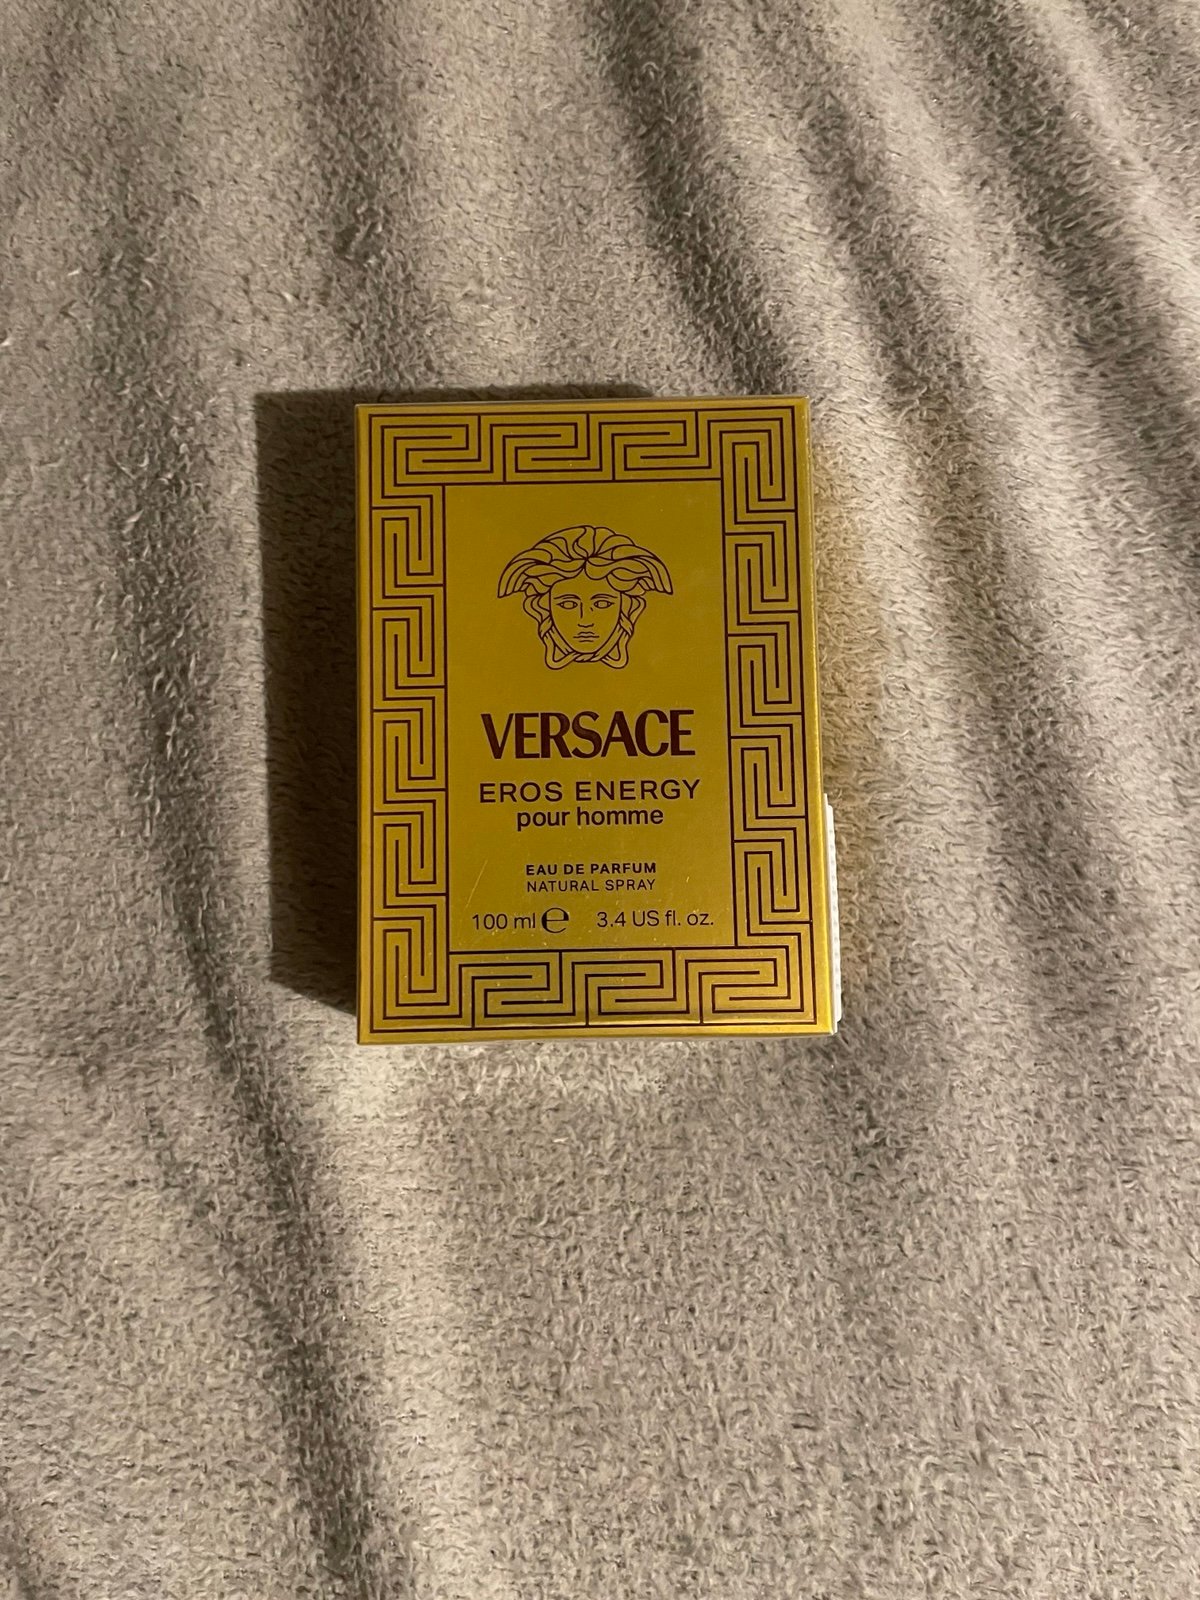 VERSACE
EROS ENERGY
pour homme
EAU DE PARFUM
NATURAL SPRAY
100 ml ℮ 3.4 US fl. oz.